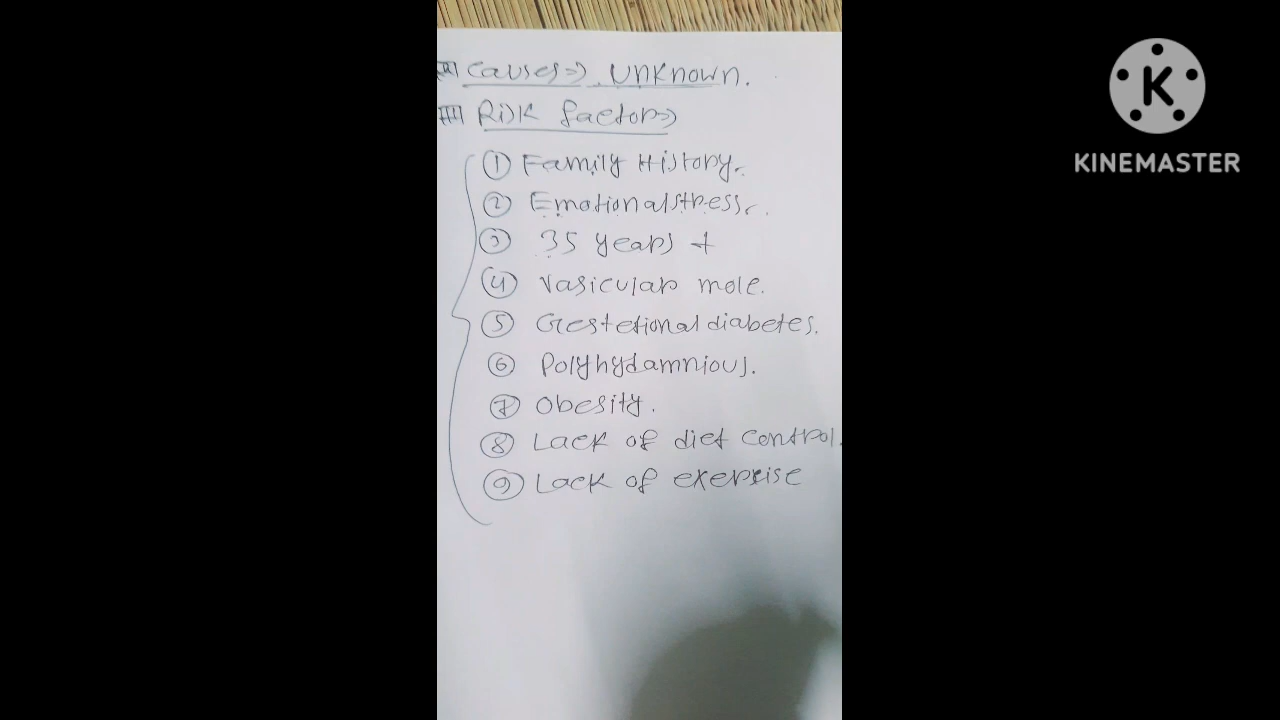 Causes⇒ Unknown.
Risk factors⇒
① Family History.
② Emotional stress.
③ 35 years +
④ Vasicular mole.
⑤ Gestetional diabetes.
⑥ Polyhydamnious.
⑦ Obesity.
⑧ Lack of diet control.
⑨ Lack of exercise
K
KINEMASTER